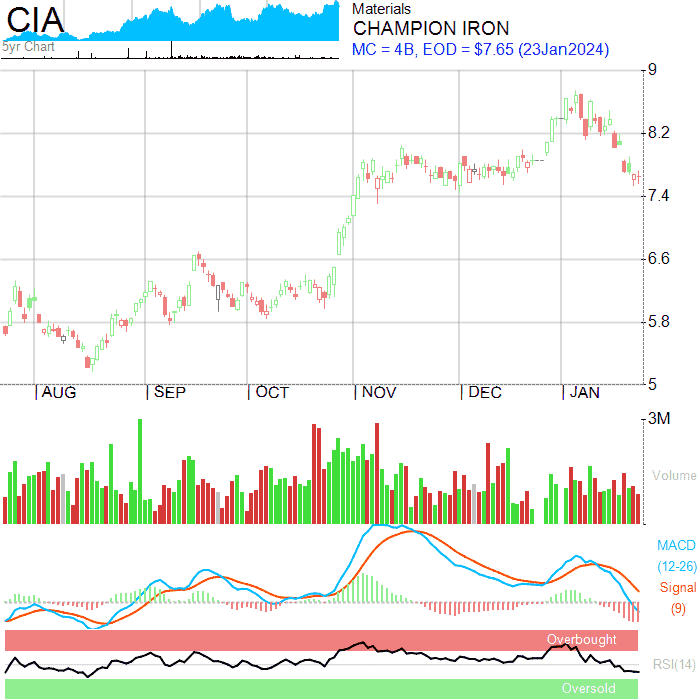 CIA
5yr Chart
Materials
CHAMPION IRON
MC = 4B, EOD = $7.65 (23Jan2024)
9
8.2
7.4
6.6
5.8
5
AUG SEP OCT NOV DEC JAN
3M
Volume
MACD
(12-26)
Signal
(9)
Overbought
RSI(14)
Oversold